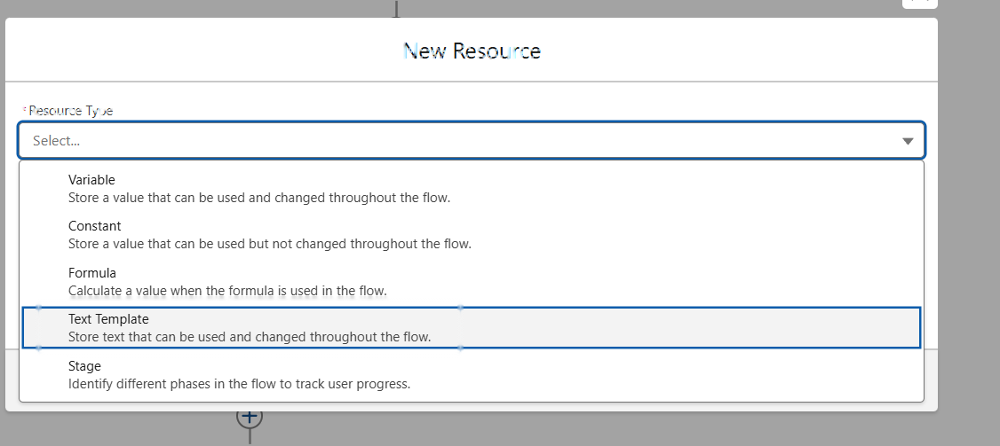 New Resource
* Resource Type
Select...
Variable
Store a value that can be used and changed throughout the flow.
Constant
Store a value that can be used but not changed throughout the flow.
Formula
Calculate a value when the formula is used in the flow.
Text Template
Store text that can be used and changed throughout the flow.
Stage
Identify different phases in the flow to track user progress.